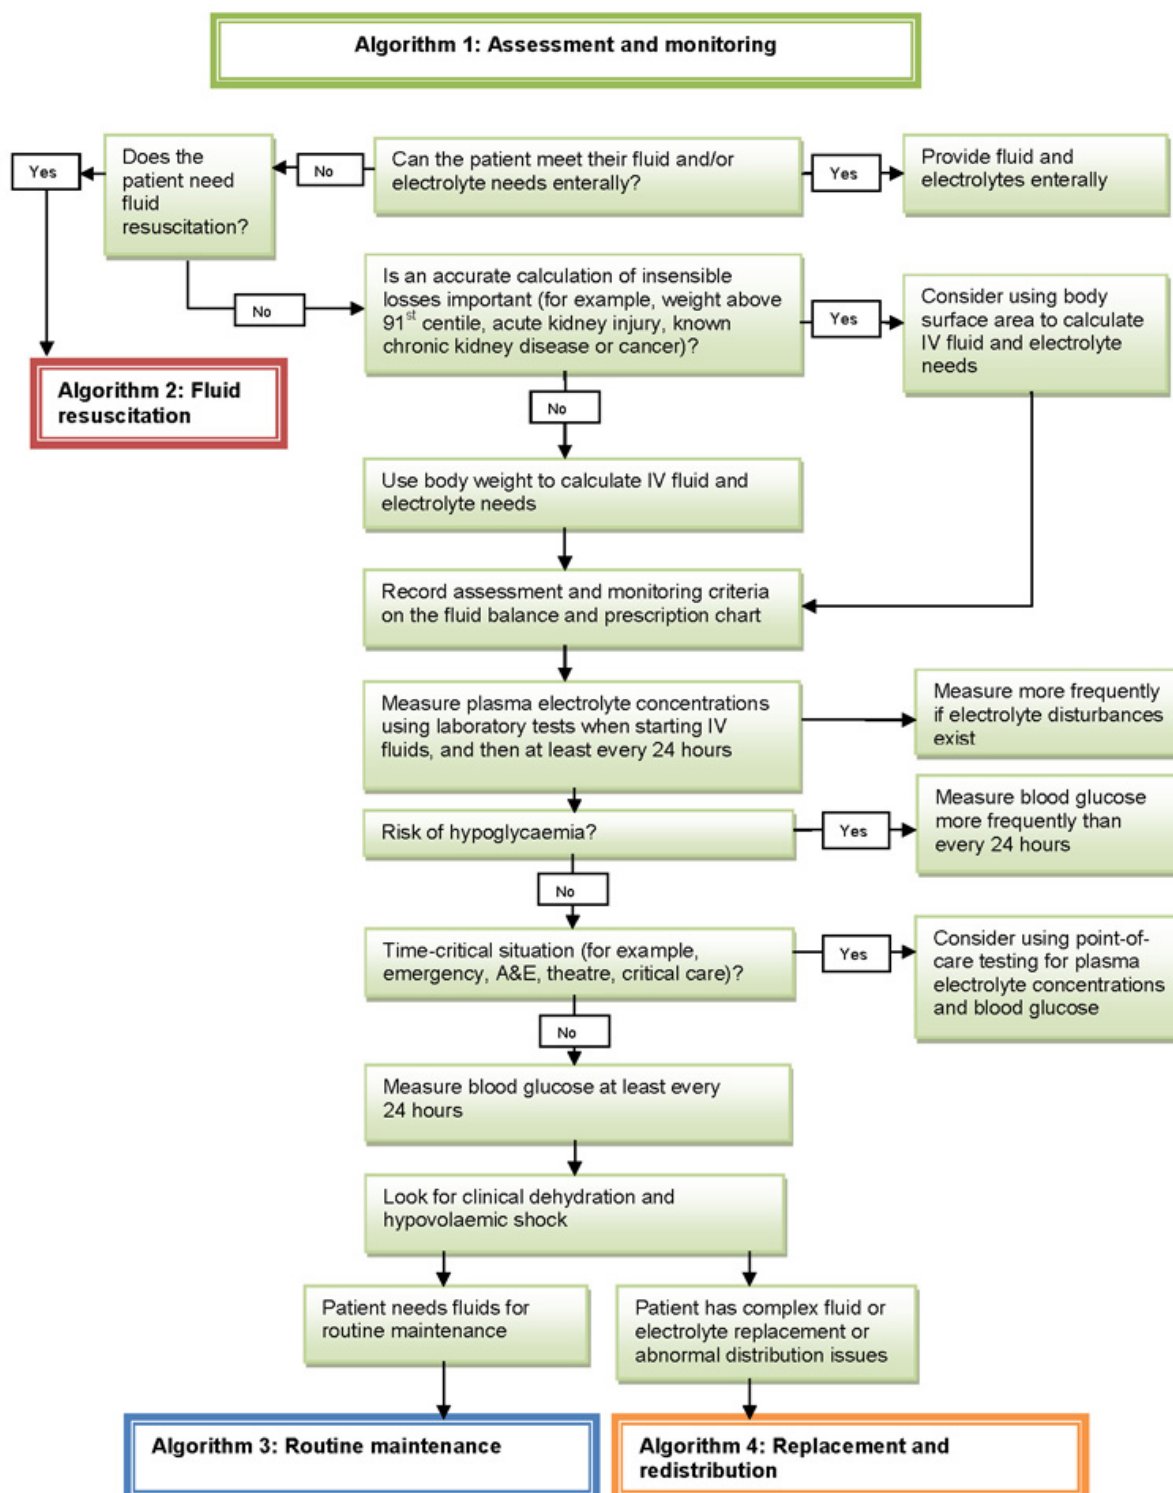 Algorithm 1: Assessment and monitoring
Yes
Does the
patient need
fluid
resuscitation?
No
Can the patient meet their fluid and/or
electrolyte needs enterally?
Yes
Provide fluid and
electrolytes enterally
No
Is an accurate calculation of insensible
losses important (for example, weight above
91st centile, acute kidney injury, known
chronic kidney disease or cancer)?
Yes
Consider using body
surface area to calculate
IV fluid and electrolyte
needs
Algorithm 2: Fluid
resuscitation
No
Use body weight to calculate IV fluid and
electrolyte needs
Record assessment and monitoring criteria
on the fluid balance and prescription chart
Measure plasma electrolyte concentrations
using laboratory tests when starting IV
fluids, and then at least every 24 hours
Measure more frequently
if electrolyte disturbances
exist
Risk of hypoglycaemia?
Yes
Measure blood glucose
more frequently than
every 24 hours
No
Time-critical situation (for example,
emergency, A&E, theatre, critical care)?
Yes
Consider using point-of-
care testing for plasma
electrolyte concentrations
and blood glucose
No
Measure blood glucose at least every
24 hours
Look for clinical dehydration and
hypovolaemic shock
Patient needs fluids for
routine maintenance
Patient has complex fluid or
electrolyte replacement or
abnormal distribution issues
Algorithm 3: Routine maintenance
Algorithm 4: Replacement and
redistribution